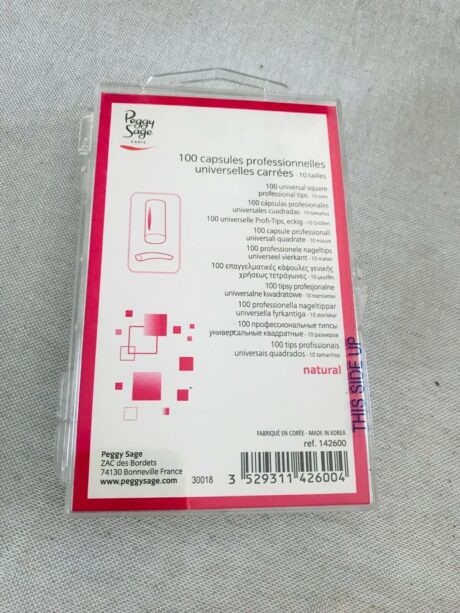 Peggy
Sage
PARIS
100 capsules professionnelles
universelles carrées - 10 tailles
100 universal square
professional tips - 10 sizes
100 cápsulas profesionales
universales cuadradas - 10 tamaños
100 universelle Profi-Tips, eckig - 10 Größen
100 capsule professionali
universali quadrate - 10 misure
100 professionele nageltips
universeel vierkant - 10 maten
100 επαγγελματικές κάψουλες γενικής
χρήσεως τετράγωνες - 10 μεγέθη
100 tipsy profesjonalne
uniwersalne kwadratowe - 10 rozmiarów
100 professionella nageltippar
universella fyrkantiga - 10 storlekar
100 профессиональные типсы
универсальные квадратные - 10 размеров
100 tips profissionais
universais quadrados - 10 tamanhos
natural
THIS SIDE UP
FABRIQUÉ EN CORÉE - MADE IN KOREA
ref. 142600
Peggy Sage
ZAC des Bordets
74130 Bonneville France
www.peggysage.com
30018
3 529311 426004